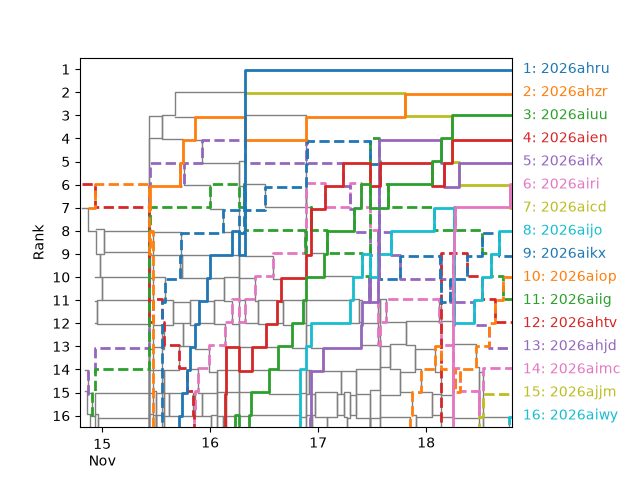 1
2
3
4
5
6
7
8
9
10
11
12
13
14
15
16
Rank
15
16
17
18
Nov
1: 2026ahru
2: 2026ahzr
3: 2026aiuu
4: 2026aien
5: 2026aifx
6: 2026airi
7: 2026aicd
8: 2026aijo
9: 2026aikx
10: 2026aiop
11: 2026aiig
12: 2026ahtv
13: 2026ahjd
14: 2026aimc
15: 2026ajjm
16: 2026aiwy